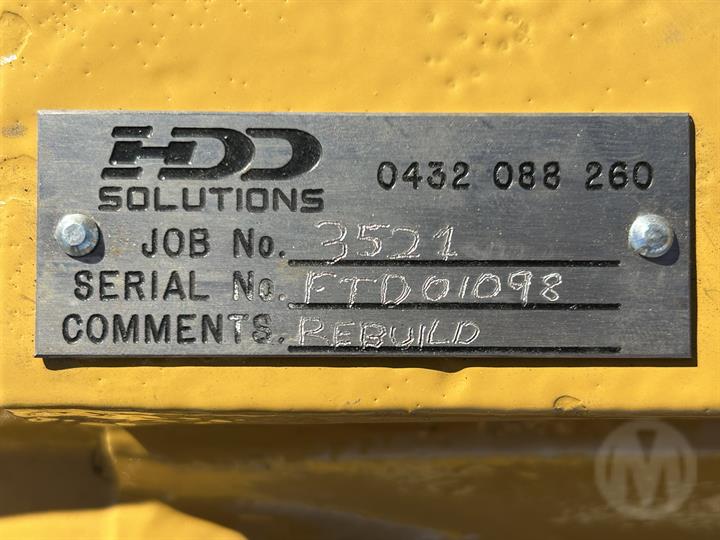 HDD
SOLUTIONS
0432 088 260
JOB No. 3521
SERIAL No. FTD01098
COMMENTS. REBUILD
M